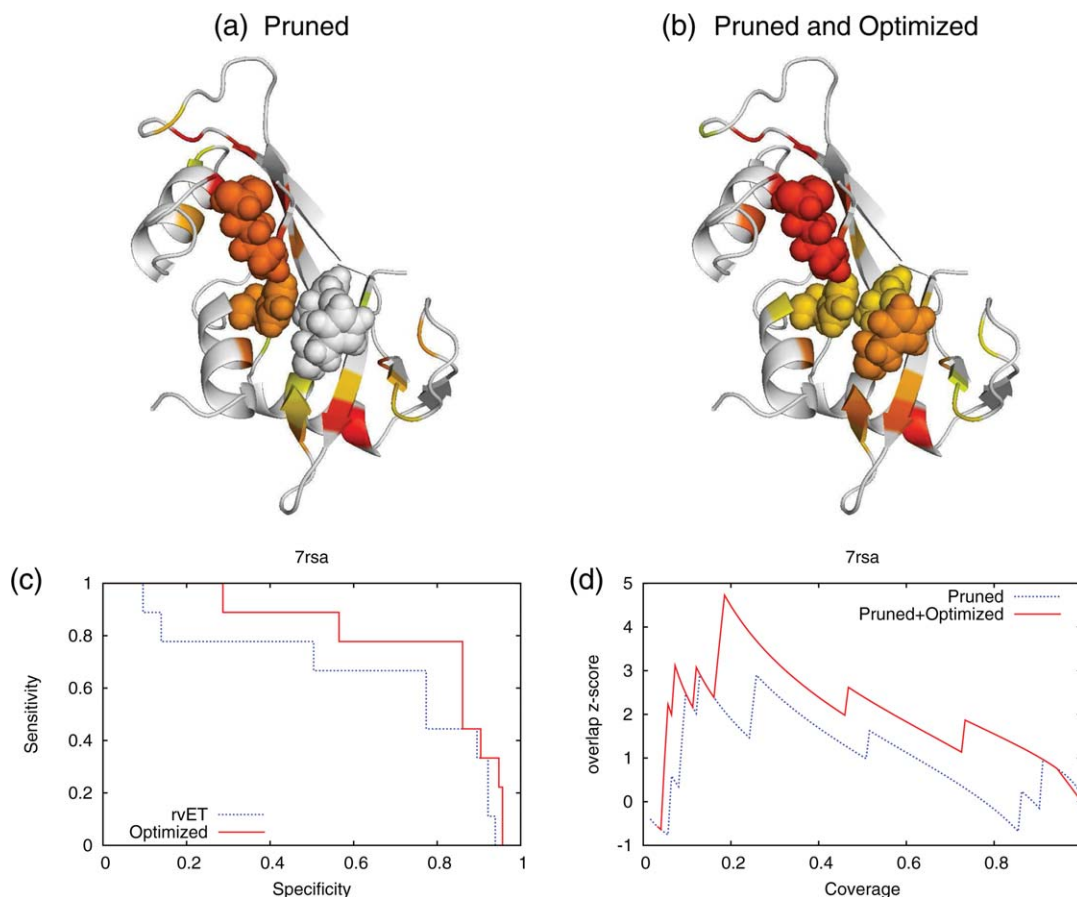 (a) Pruned
(b) Pruned and Optimized
(c)
7rsa
Sensitivity
1
0.8
0.6
0.4
0.2
0
rvET
Optimized
0 0.2 0.4 0.6 0.8 1
Specificity
(d)
7rsa
overlap z-score
5
4
3
2
1
0
-1
Pruned
Pruned+Optimized
0 0.2 0.4 0.6 0.8
Coverage